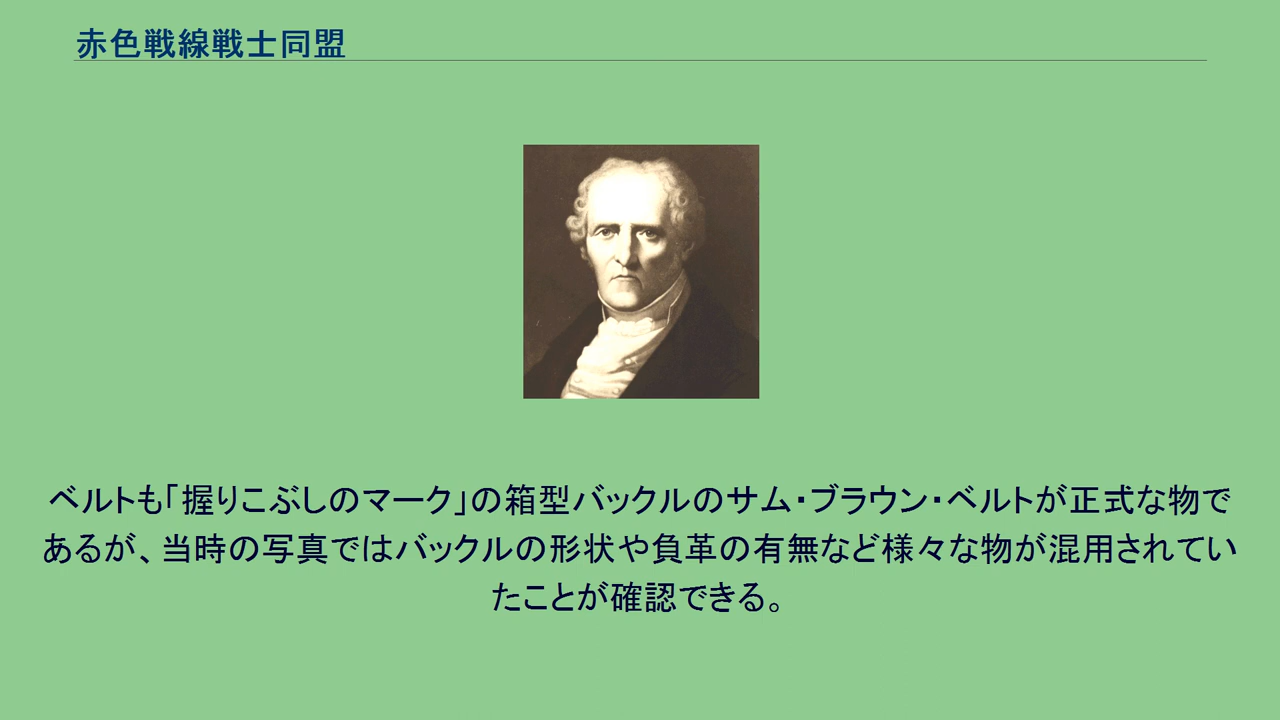 赤色戦線戦士同盟
ベルトも「握りこぶしのマーク」の箱型バックルのサム・ブラウン・ベルトが正式な物で
あるが、当時の写真ではバックルの形状や負革の有無など様々な物が混用されてい
たことが確認できる。